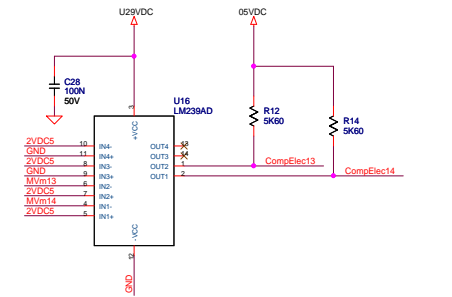 U29VDC
05VDC
C28
100N
50V
U16
LM239AD
R12
5K60
R14
5K60
3
+VCC
2VDC5 10 IN4- OUT4 13
GND 11 IN4+ OUT3 14
2VDC5 8 IN3- OUT2 1 CompElec13
GND 9 IN3+ OUT1 2 CompElec14
MVm13 6 IN2-
2VDC5 7 IN2+
MVm14 4 IN1-
2VDC5 5 IN1+
-VCC
12
GND